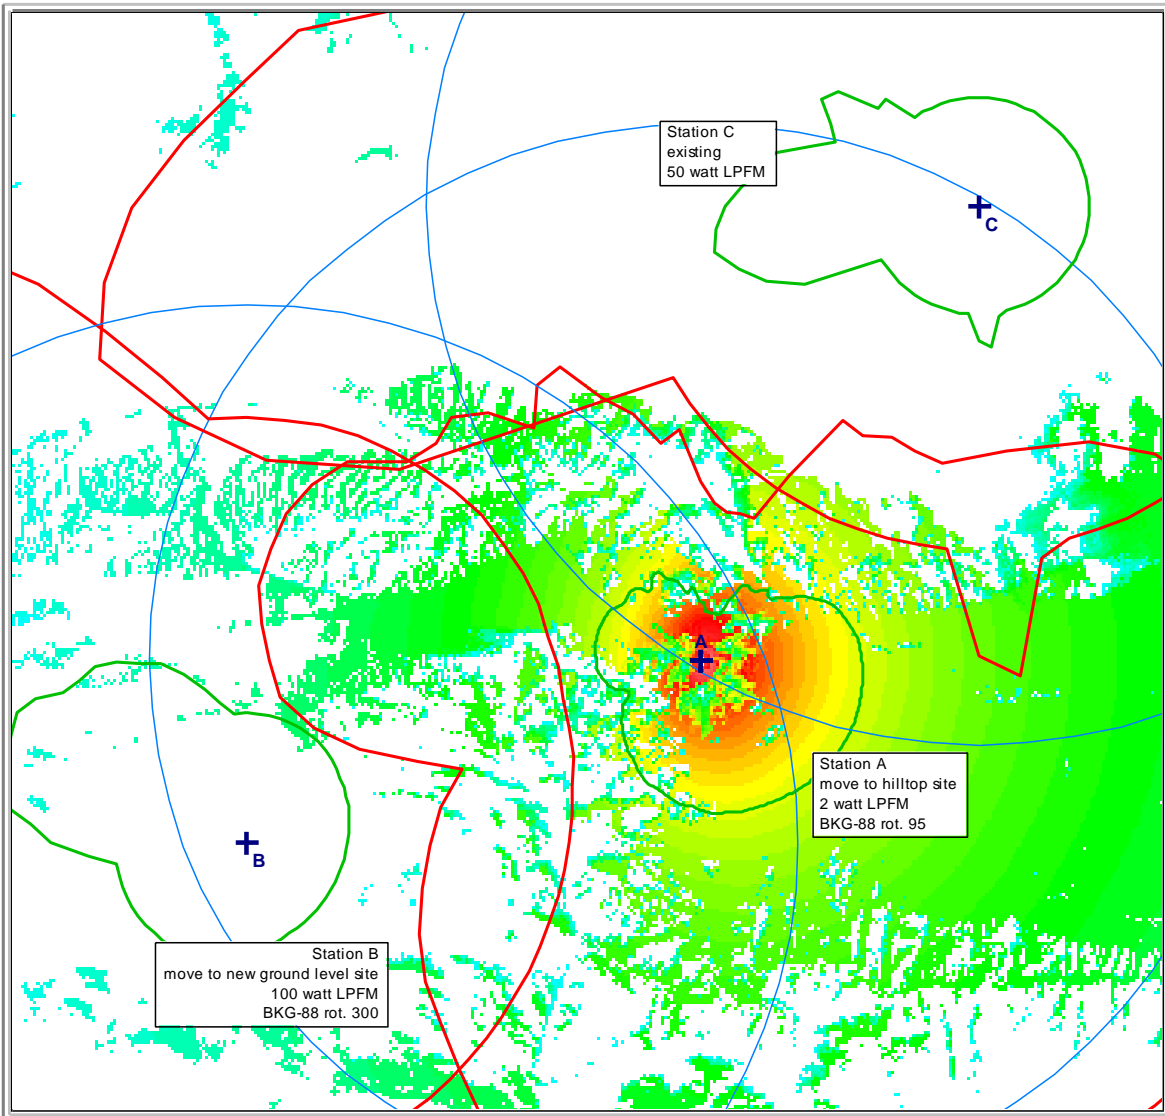 Station C
existing
50 watt LPFM
C
A
Station A
move to hilltop site
2 watt LPFM
BKG-88 rot. 95
B
Station B
move to new ground level site
100 watt LPFM
BKG-88 rot. 300